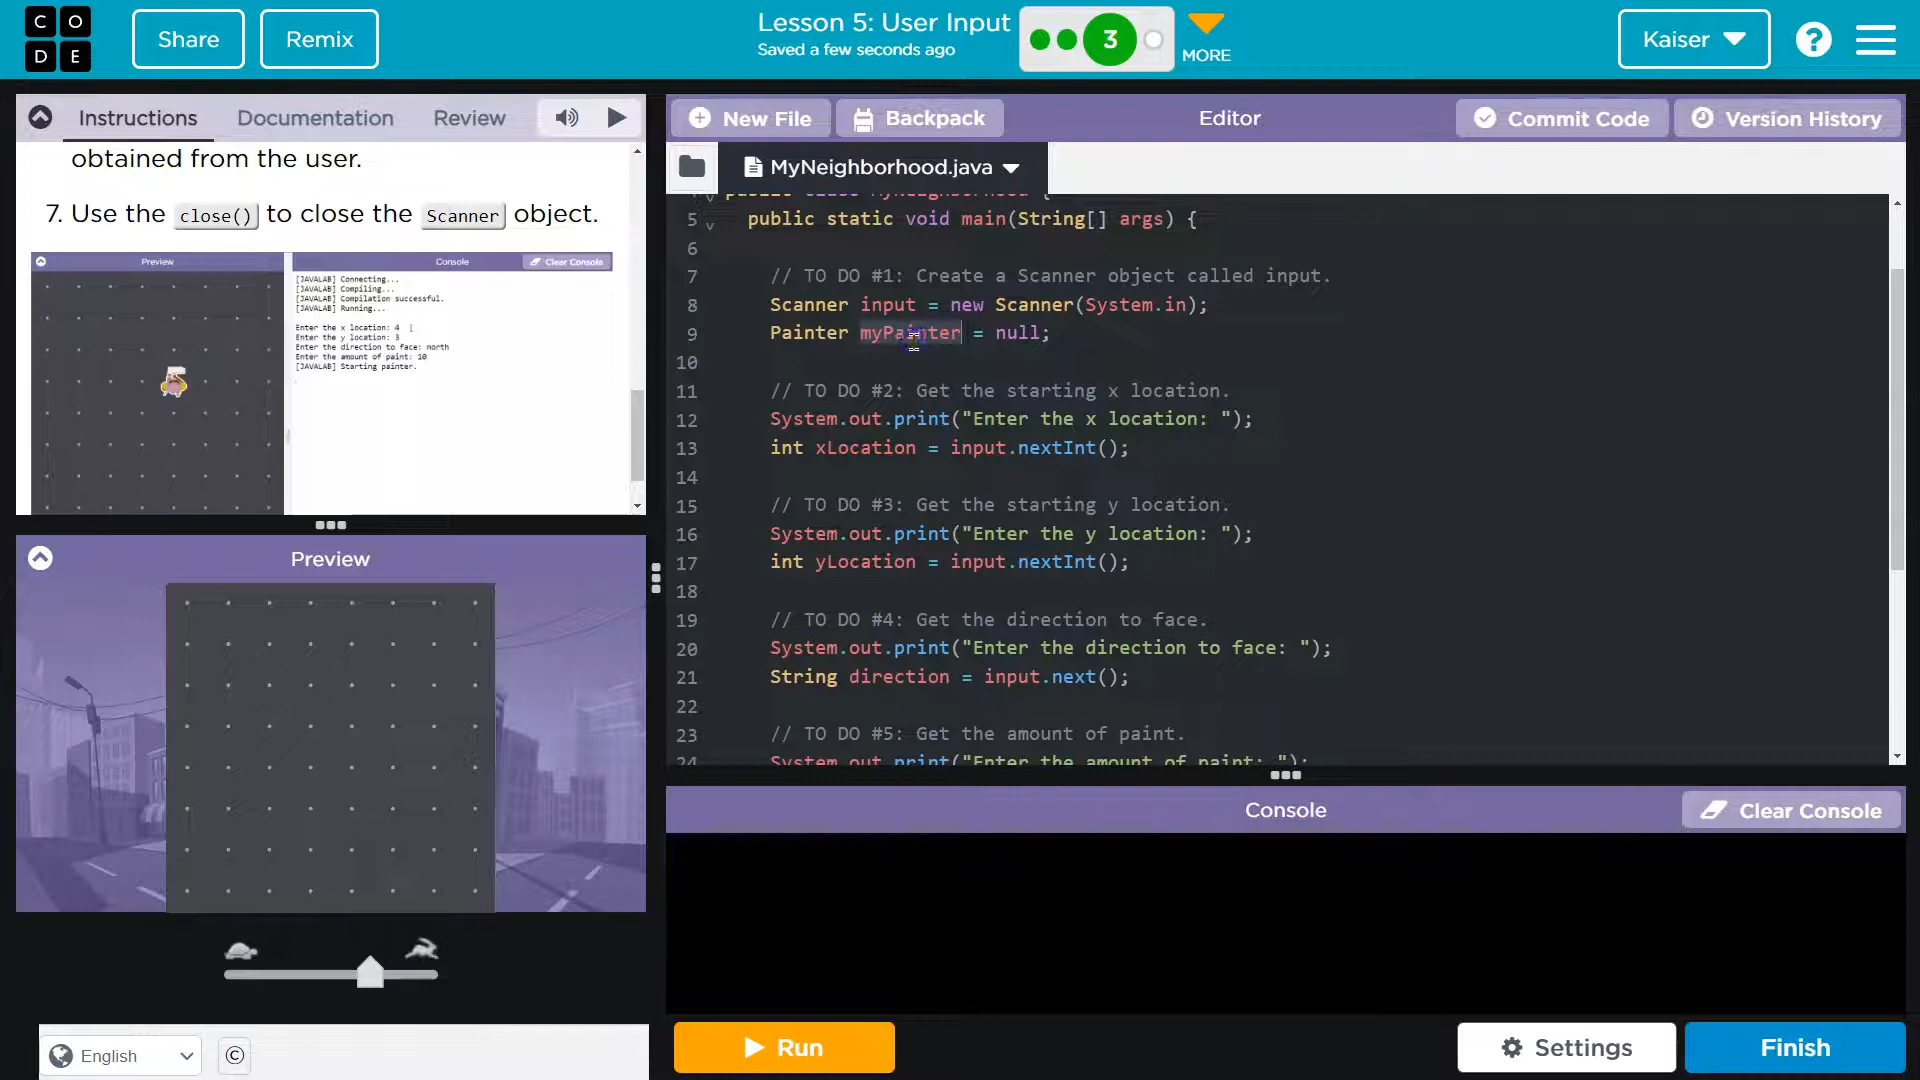 CODE
Share
Remix
Lesson 5: User Input
Saved a few seconds ago
3
MORE
Kaiser
?
Instructions
Documentation
Review
obtained from the user.
7. Use the close() to close the Scanner object.
Preview
Console
Clear Console
[JAVALAB] Connecting...
[JAVALAB] Compiling...
[JAVALAB] Compilation successful.
[JAVALAB] Running...
Enter the x location: 4
Enter the y location: 3
Enter the direction to face: north
Enter the amount of paint: 10
[JAVALAB] Starting painter.
Preview
English
©
New File
Backpack
Editor
Commit Code
Version History
MyNeighborhood.java
public class MyNeighborhood {
5 public static void main(String[] args) {
6
7 // TO DO #1: Create a Scanner object called input.
8 Scanner input = new Scanner(System.in);
9 Painter myPainter = null;
10
11 // TO DO #2: Get the starting x location.
12 System.out.print("Enter the x location: ");
13 int xLocation = input.nextInt();
14
15 // TO DO #3: Get the starting y location.
16 System.out.print("Enter the y location: ");
17 int yLocation = input.nextInt();
18
19 // TO DO #4: Get the direction to face.
20 System.out.print("Enter the direction to face: ");
21 String direction = input.next();
22
23 // TO DO #5: Get the amount of paint.
24 System.out.print("Enter the amount of paint: ");
Console
Clear Console
Run
Settings
Finish